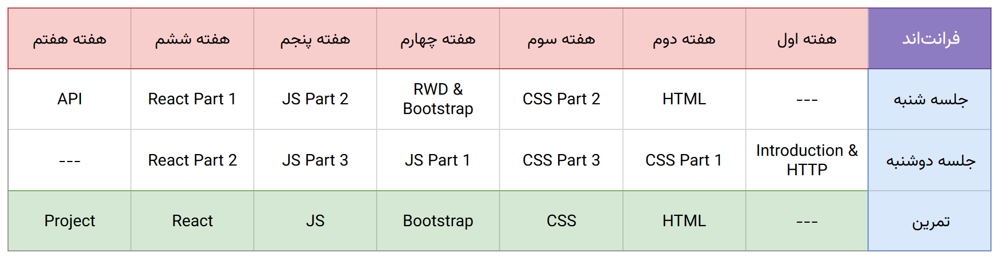 فرانت‌اند
هفته اول
هفته دوم
هفته سوم
هفته چهارم
هفته پنجم
هفته ششم
هفته هفتم
جلسه شنبه
---
HTML
CSS Part 2
RWD &
Bootstrap
JS Part 2
React Part 1
API
جلسه دوشنبه
Introduction &
HTTP
CSS Part 1
CSS Part 3
JS Part 1
JS Part 3
React Part 2
---
تمرین
---
HTML
CSS
Bootstrap
JS
React
Project